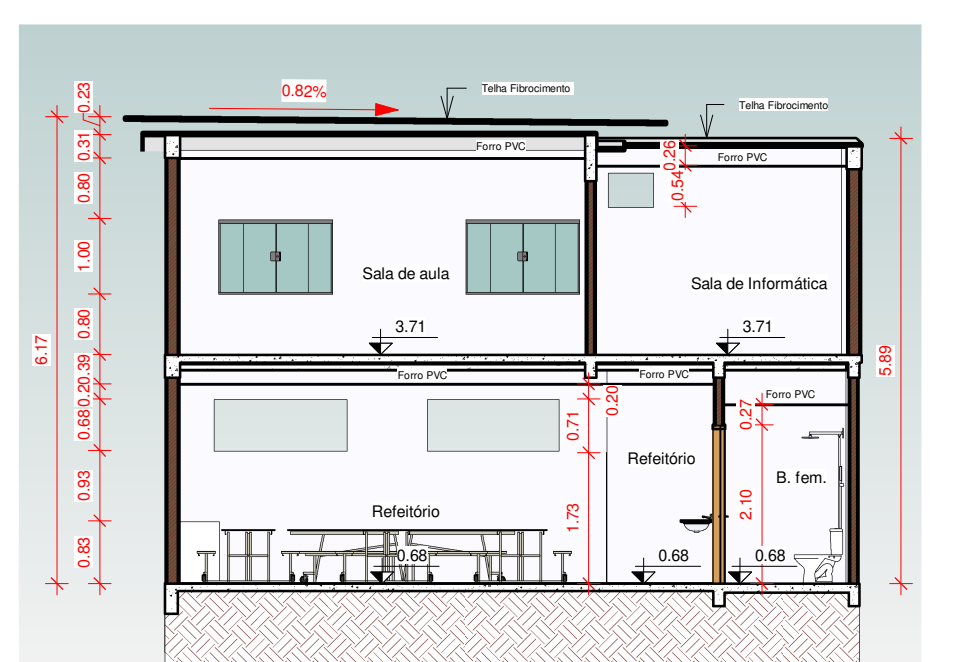 0.82%
Telha Fibrocimento
Telha Fibrocimento
0.23
0.31
0.80
1.00
0.80
0.39
0.20
0.68
0.93
0.83
6.17
Forro PVC
Forro PVC
0.26
0.54
Sala de aula
Sala de Informática
3.71
3.71
5.89
Forro PVC
Forro PVC
Forro PVC
0.20
0.71
1.73
0.27
2.10
Refeitório
B. fem.
Refeitório
0.68
0.68
0.68